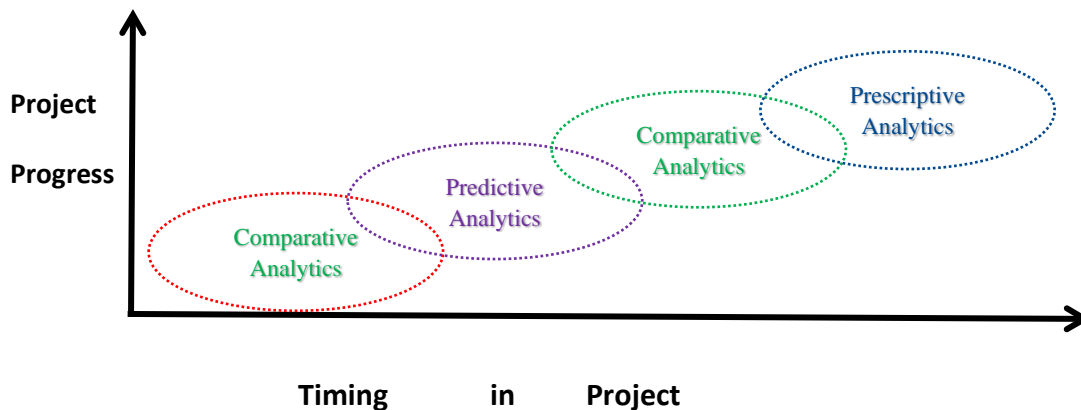 Project
Progress
Comparative
Analytics
Predictive
Analytics
Comparative
Analytics
Prescriptive
Analytics
Timing in Project